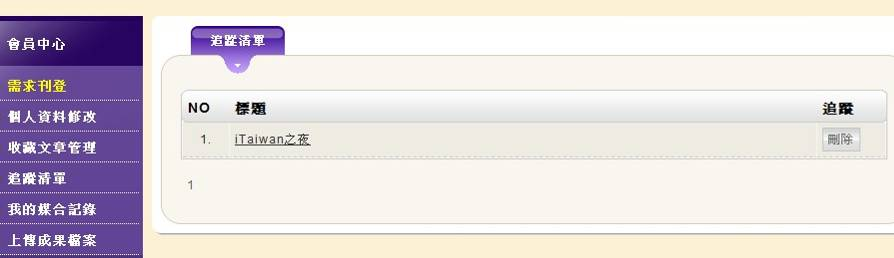 會員中心
需求刊登
個人資料修改
收藏文章管理
追蹤清單
我的媒合記錄
上傳成果檔案
追蹤清單
NO 標題 追蹤
1. iTaiwan之夜 刪除
1